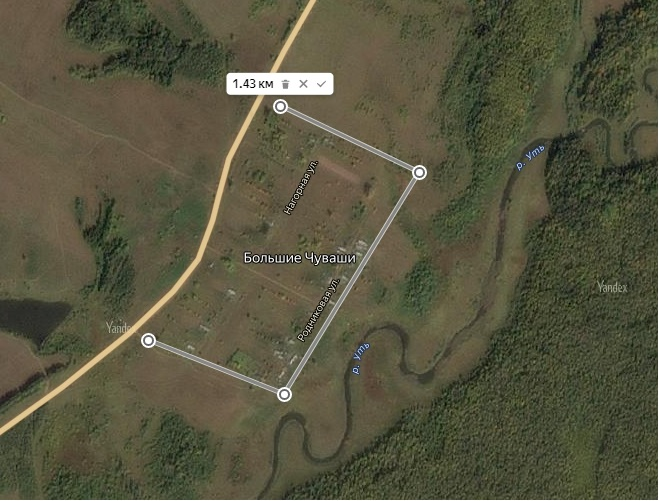 1.43 км
р. Уть
Нагорная ул.
Большие Чуваши
Yandex
Родниковая ул.
Yandex
р. Уть